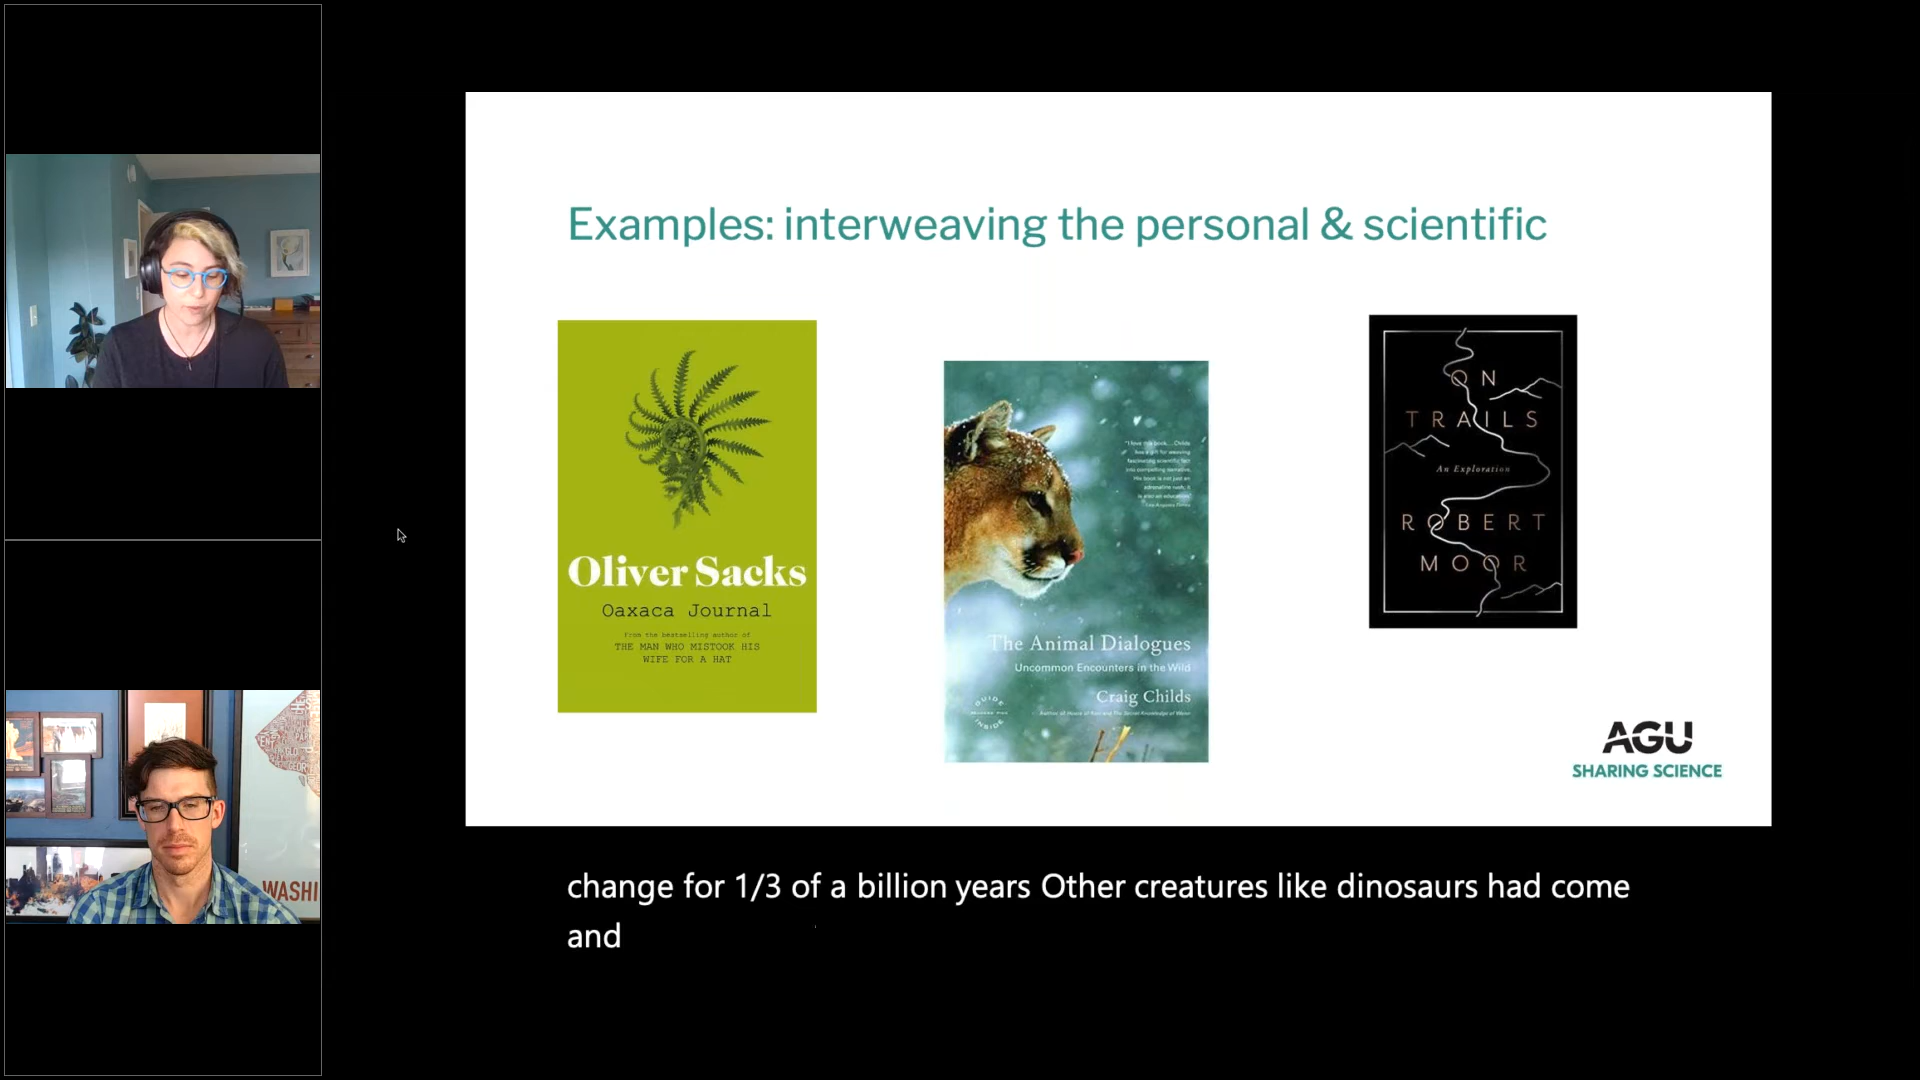 Examples: interweaving the personal & scientific
Oliver Sacks
Oaxaca Journal
From the bestselling author of
THE MAN WHO MISTOOK HIS
WIFE FOR A HAT
The Animal Dialogues
Uncommon Encounters in the Wild
Craig Childs
GUIDE
INSIDE
ON
TRAILS
An Exploration
ROBERT
MOOR
AGU
SHARING SCIENCE
WASHI
change for 1/3 of a billion years Other creatures like dinosaurs had come
and